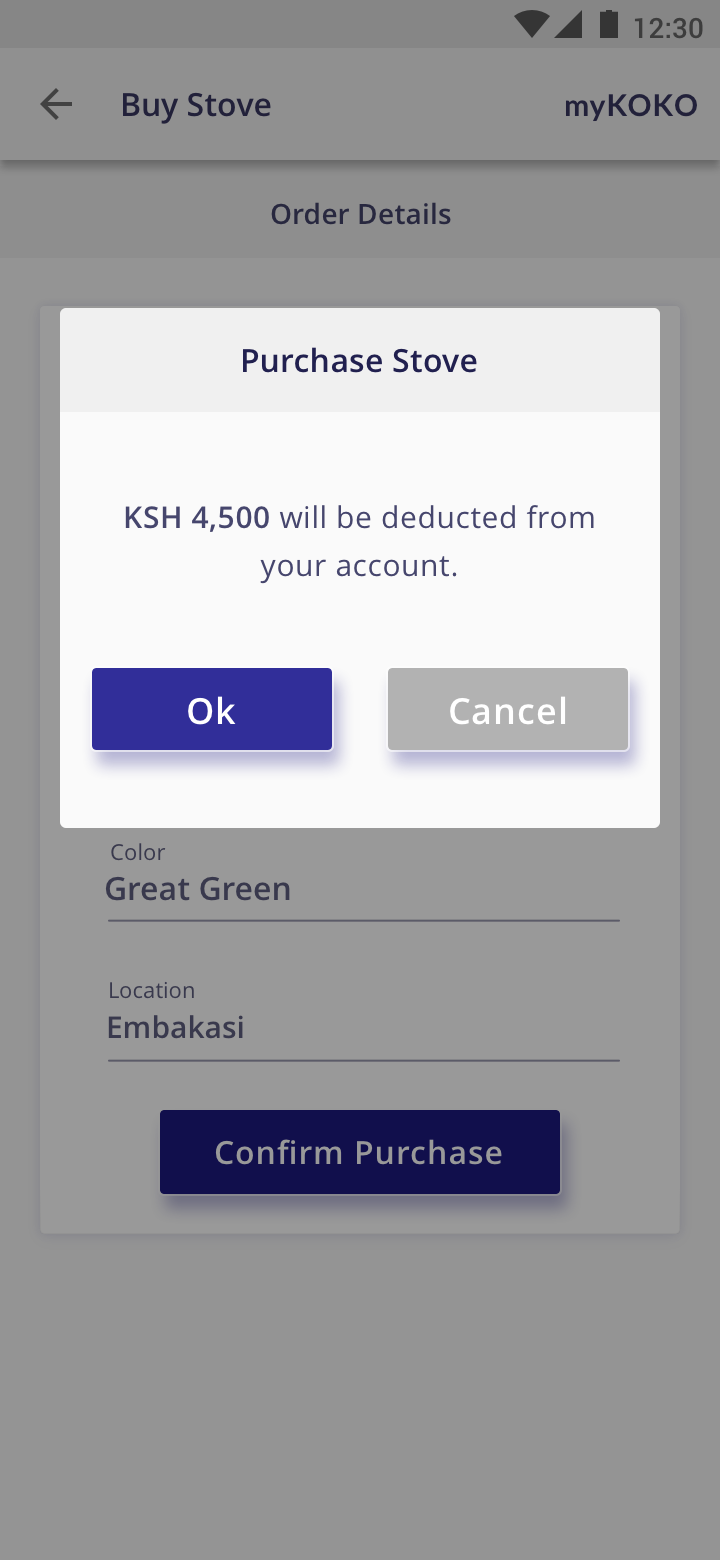 12:30
Buy Stove
myKOKO
Order Details
Purchase Stove
KSH 4,500 will be deducted from
your account.
Ok
Cancel
Color
Great Green
Location
Embakasi
Confirm Purchase